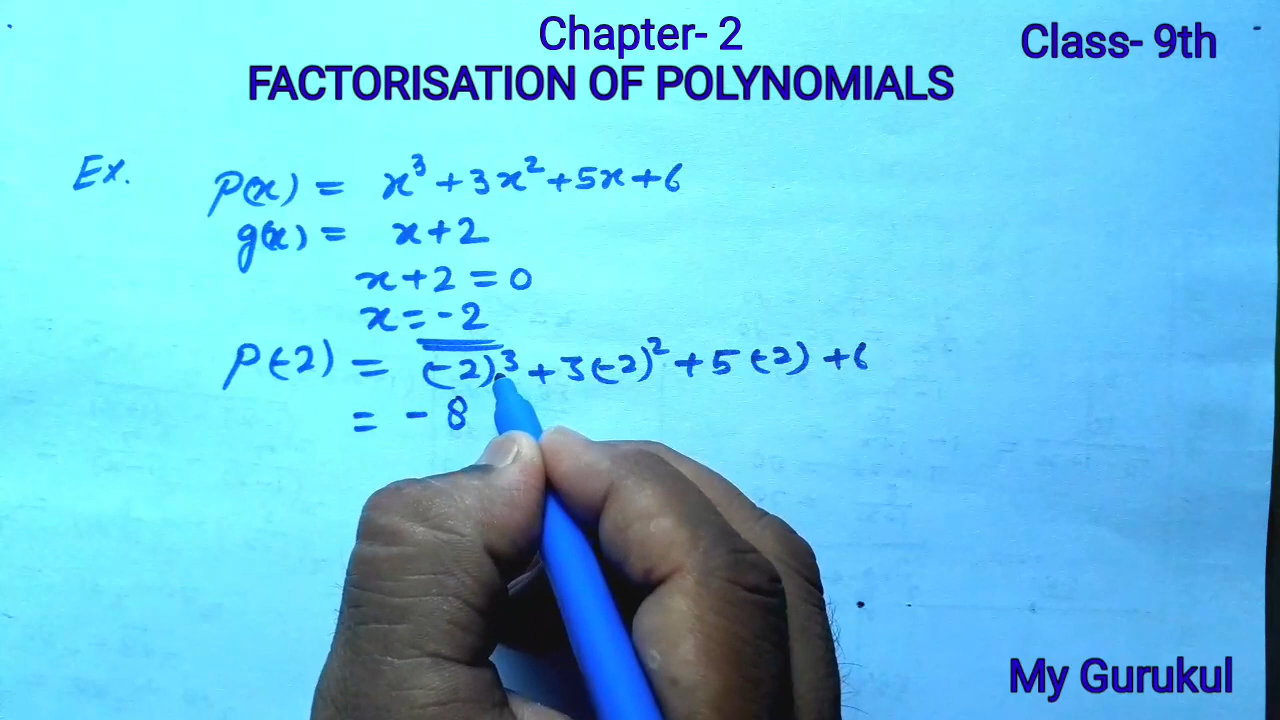 Chapter- 2
Class- 9th
FACTORISATION OF POLYNOMIALS
Ex. p(x) = x³ + 3x² + 5x + 6
g(x) = x + 2
x + 2 = 0
x = - 2
P(-2) = (-2)³ + 3(-2)² + 5(-2) + 6
= - 8
My Gurukul